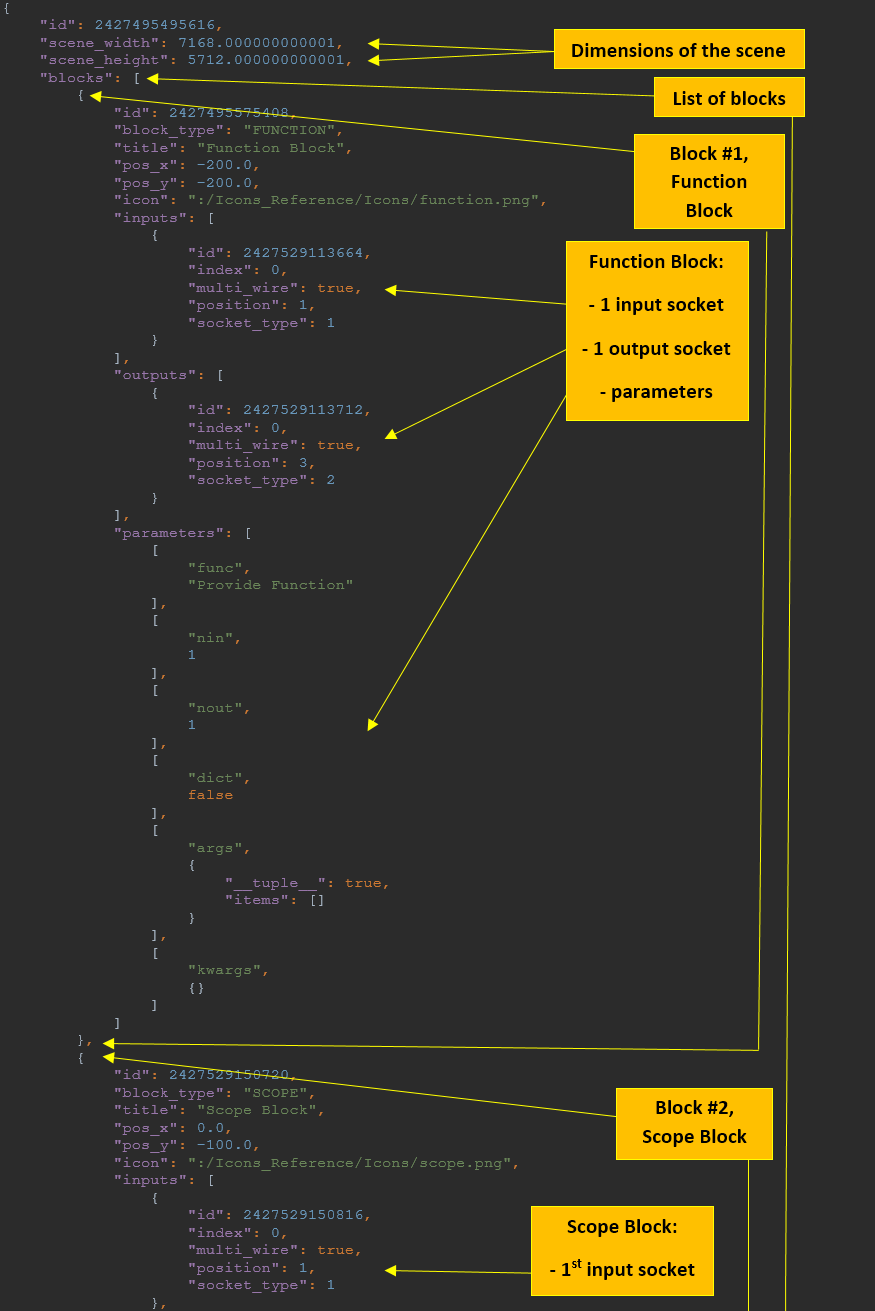 {
"id": 2427495495616,
"scene_width": 7168.000000000001,
"scene_height": 5712.000000000001,
"blocks": [
{
"id": 2427495575408,
"block_type": "FUNCTION",
"title": "Function Block",
"pos_x": -200.0,
"pos_y": -200.0,
"icon": ":/Icons_Reference/Icons/function.png",
"inputs": [
{
"id": 2427529113664,
"index": 0,
"multi_wire": true,
"position": 1,
"socket_type": 1
}
],
"outputs": [
{
"id": 2427529113712,
"index": 0,
"multi_wire": true,
"position": 3,
"socket_type": 2
}
],
"parameters": [
[
"func",
"Provide Function"
],
[
"nin",
1
],
[
"nout",
1
],
[
"dict",
false
],
[
"args",
{
"__tuple__": true,
"items": []
}
],
[
"kwargs",
{}
]
]
},
{
"id": 2427529150720,
"block_type": "SCOPE",
"title": "Scope Block",
"pos_x": 0.0,
"pos_y": -100.0,
"icon": ":/Icons_Reference/Icons/scope.png",
"inputs": [
{
"id": 2427529150816,
"index": 0,
"multi_wire": true,
"position": 1,
"socket_type": 1
},
Dimensions of the scene
List of blocks
Block #1,
Function
Block
Function Block:
- 1 input socket
- 1 output socket
- parameters
Block #2,
Scope Block
Scope Block:
- 1st input socket